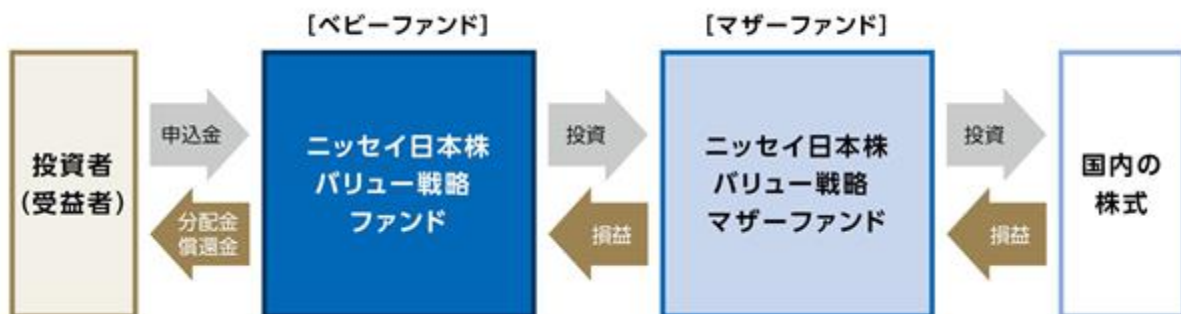 [ベビーファンド]
[マザーファンド]
投資者
(受益者)
申込金
分配金
償還金
ニッセイ日本株
バリュー戦略
ファンド
投資
損益
ニッセイ日本株
バリュー戦略
マザーファンド
投資
損益
国内の
株式